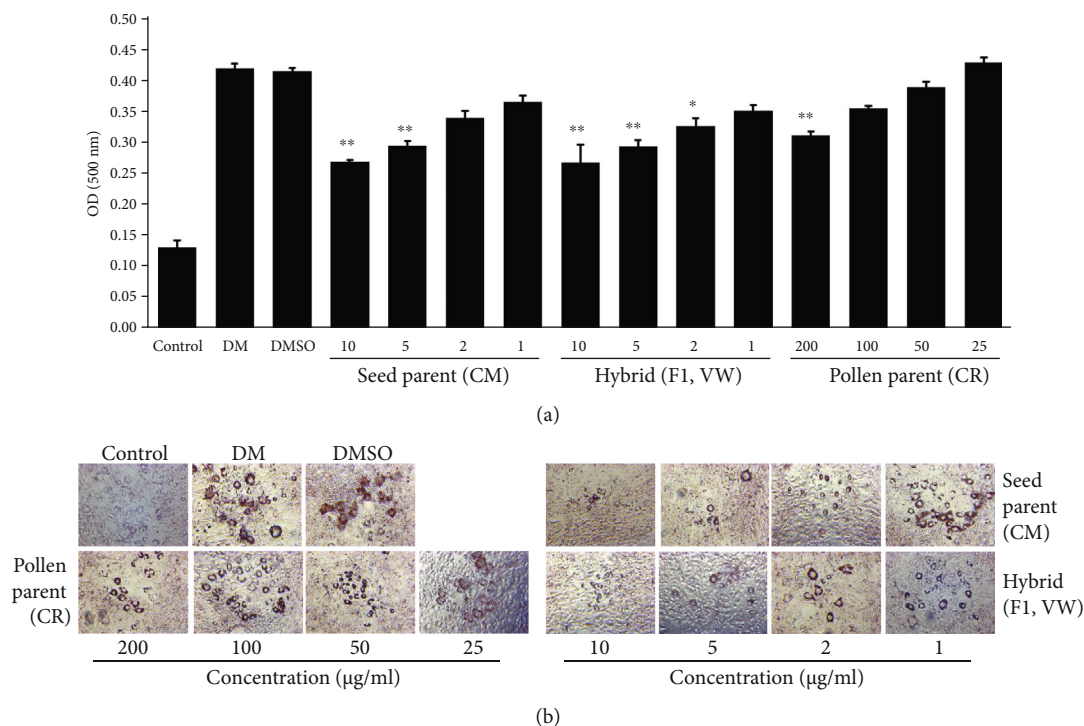 0.50
0.45
0.40
0.35
0.30
0.25
0.20
0.15
0.10
0.05
0.00
OD (500 nm)
** ** ** ** * **
Control DM DMSO 10 5 2 1 10 5 2 1 200 100 50 25
Seed parent (CM) Hybrid (F1, VW) Pollen parent (CR)
(a)
Control DM DMSO
Seed
parent
(CM)
Pollen
parent
(CR)
Hybrid
(F1, VW)
200 100 50 25 10 5 2 1
Concentration (μg/ml) Concentration (μg/ml)
(b)